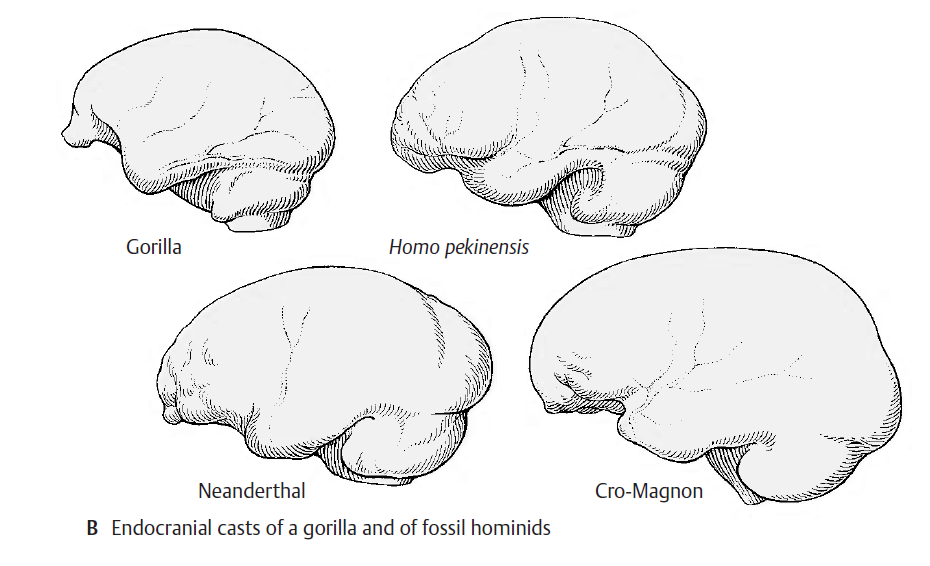 Gorilla
Homo pekinensis
Neanderthal
Cro-Magnon
B Endocranial casts of a gorilla and of fossil hominids